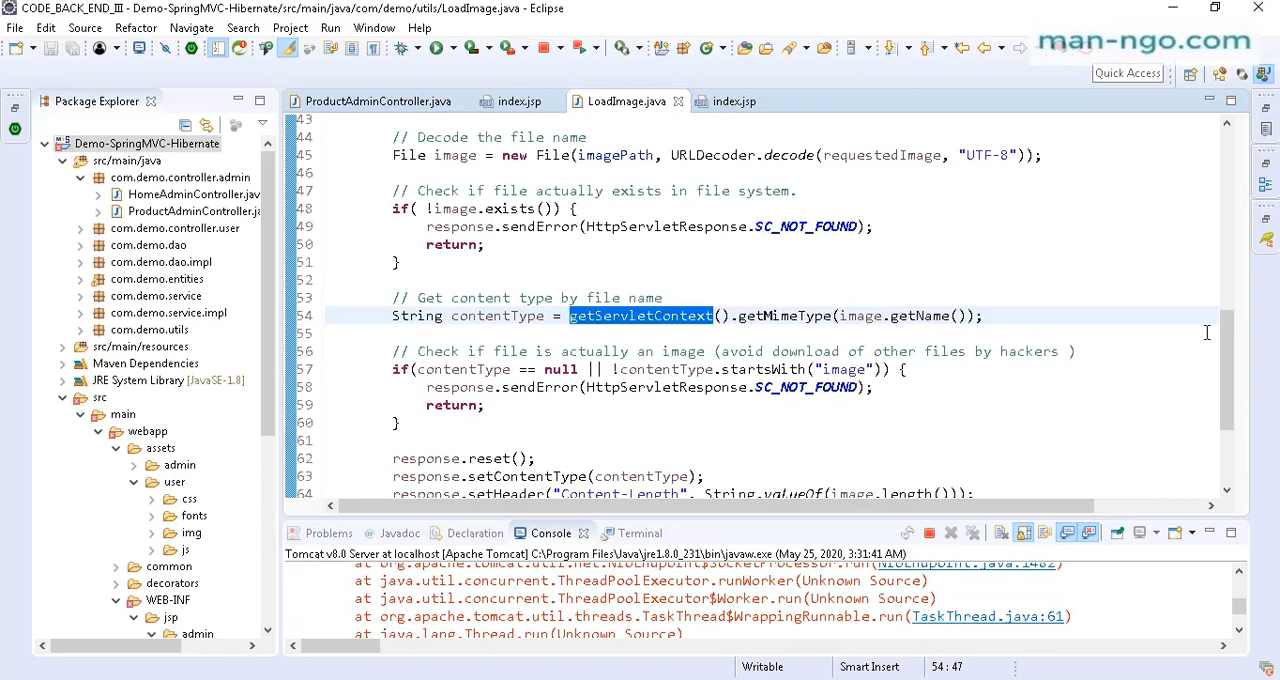 CODE_BACK_END_III - Demo-SpringMVC-Hibernate/src/main/java/com/demo/utils/LoadImage.java - Eclipse
File Edit Source Refactor Navigate Search Project Run Window Help
man-ngo.com
Quick Access
Package Explorer
ProductAdminController.java index.jsp LoadImage.java index.jsp
Demo-SpringMVC-Hibernate
src/main/java
com.demo.controller.admin
HomeAdminController.jav
ProductAdminController.ja
com.demo.controller.user
com.demo.dao
com.demo.dao.impl
com.demo.entities
com.demo.service
com.demo.service.impl
com.demo.utils
src/main/resources
Maven Dependencies
JRE System Library [JavaSE-1.8]
src
main
webapp
assets
admin
user
css
fonts
img
js
common
decorators
WEB-INF
jsp
admin
43
44 // Decode the file name
45 File image = new File(imagePath, URLDecoder.decode(requestedImage, "UTF-8"));
46
47 // Check if file actually exists in file system.
48 if( !image.exists()) {
49 response.sendError(HttpServletResponse.SC_NOT_FOUND);
50 return;
51 }
52
53 // Get content type by file name
54 String contentType = getServletContext().getMimeType(image.getName());
55
56 // Check if file is actually an image (avoid download of other files by hackers )
57 if(contentType == null || !contentType.startsWith("image")) {
58 response.sendError(HttpServletResponse.SC_NOT_FOUND);
59 return;
60 }
61
62 response.reset();
63 response.setContentType(contentType);
64 response.setHeader("Content-Length", String.valueOf(image.length()));
Problems Javadoc Declaration Console Terminal
Tomcat v8.0 Server at localhost [Apache Tomcat] C:\Program Files\Java\jre1.8.0_231\bin\javaw.exe (May 25, 2020, 3:31:41 AM)
at org.apache.tomcat.util.net.NioEndpoint$SocketProcessor.run(NioEndpoint.java:1482)
at java.util.concurrent.ThreadPoolExecutor.runWorker(Unknown Source)
at java.util.concurrent.ThreadPoolExecutor$Worker.run(Unknown Source)
at org.apache.tomcat.util.threads.TaskThread$WrappingRunnable.run(TaskThread.java:61)
at java.lang.Thread.run(Unknown Source)
Writable Smart Insert 54 : 47